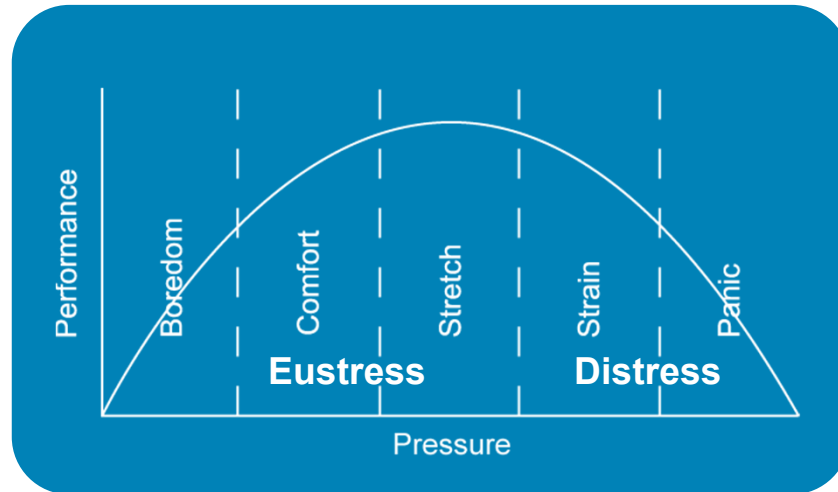 Performance
Boredom
Comfort
Stretch
Strain
Panic
Eustress
Distress
Pressure